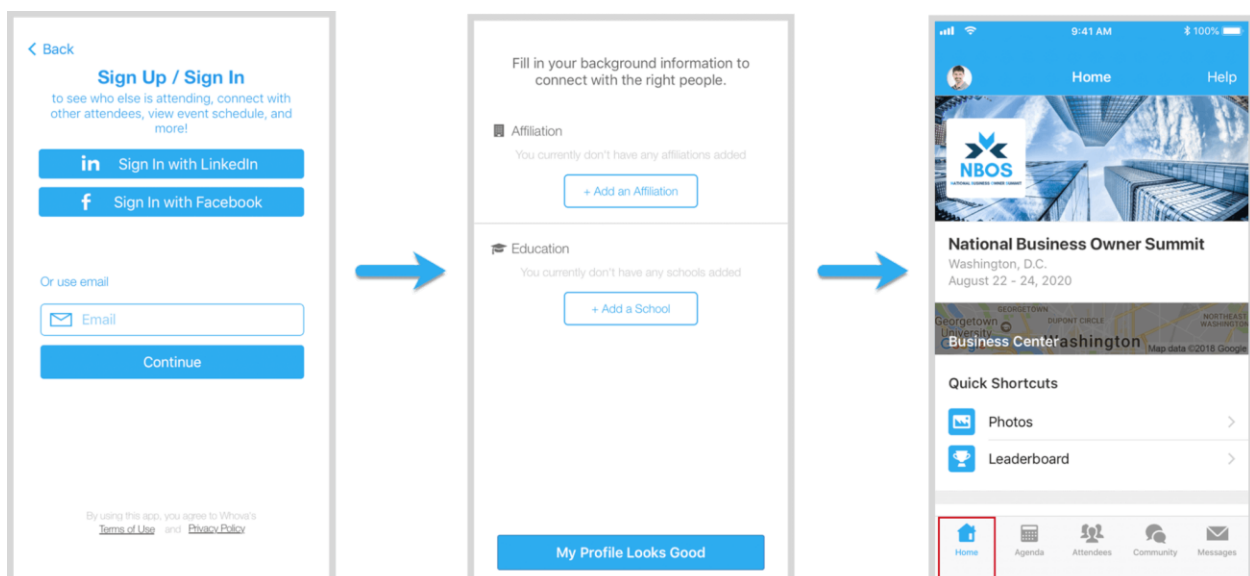 Back
Sign Up / Sign In
to see who else is attending, connect with
other attendees, view event schedule, and
more!
in Sign In with LinkedIn
f Sign In with Facebook
Or use email
Email
Continue
By using this app, you agree to Whova's
Terms of Use and Privacy Policy
Fill in your background information to
connect with the right people.
Affiliation
You currently don't have any affiliations added
+ Add an Affiliation
Education
You currently don't have any schools added
+ Add a School
My Profile Looks Good
9:41 AM
100%
Home
Help
NBOS
NATIONAL BUSINESS OWNER SUMMIT
National Business Owner Summit
Washington, D.C.
August 22 - 24, 2020
GEORGETOWN
Georgetown
University
DUPONT CIRCLE
NORTHEAST
WASHINGTON
Business Center
Washington
Map data ©2016 Google
Quick Shortcuts
Photos
Leaderboard
Home
Agenda
Attendees
Community
Messages